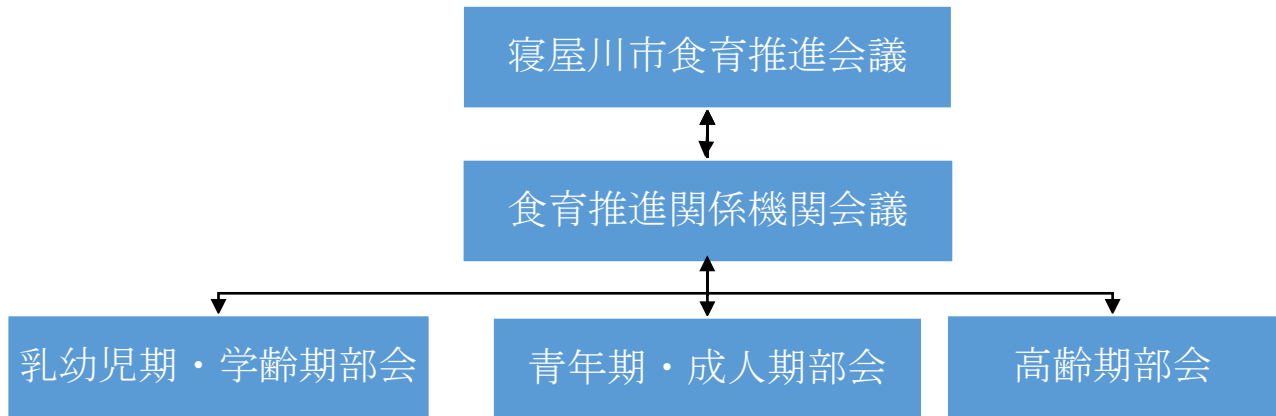 寝屋川市食育推進会議
食育推進関係機関会議
乳幼児期・学齢期部会
青年期・成人期部会
高齢期部会